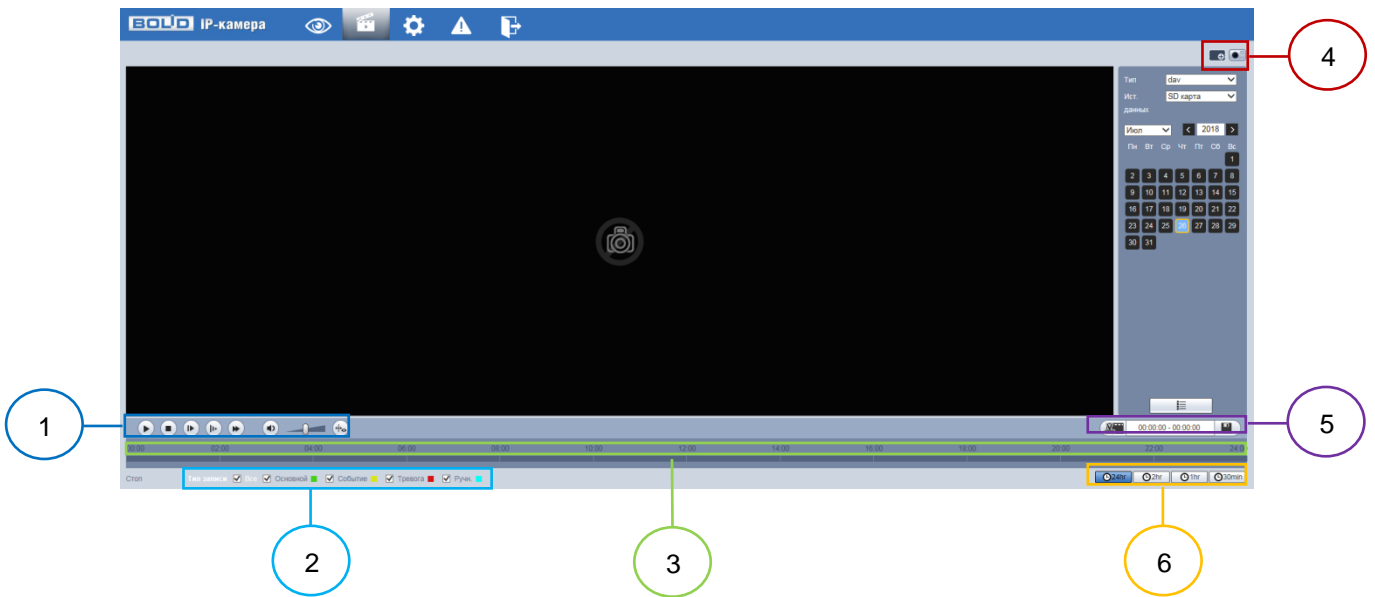 BOLID IP-камера
4
Тип dav
Ист. данных SD карта
Июл 2018
Пн Вт Ср Чт Пт Сб Вс
1
2 3 4 5 6 7 8
9 10 11 12 13 14 15
16 17 18 19 20 21 22
23 24 25 26 27 28 29
30 31
1
00:00:00 - 00:00:00
5
00:00 02:00 04:00 06:00 08:00 10:00 12:00 14:00 16:00 18:00 20:00 22:00 24:0
Стоп Тип записи Все Основной Событие Тревога Ручн.
24hr 2hr 1hr 30min
2
3
6